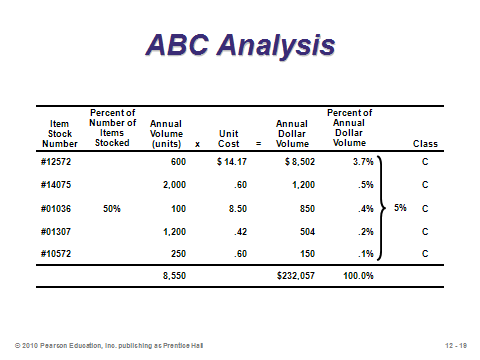 ABC Analysis
Item Stock Number Percent of Number of Items Stocked Annual Volume (units) x Unit Cost = Annual Dollar Volume Percent of Annual Dollar Volume Class
#12572 600 $ 14.17 $ 8,502 3.7% C
#14075 2,000 .60 1,200 .5% C
#01036 50% 100 8.50 850 .4% 5% C
#01307 1,200 .42 504 .2% C
#10572 250 .60 150 .1% C
8,550 $232,057 100.0%
© 2010 Pearson Education, Inc. publishing as Prentice Hall 12 - 19